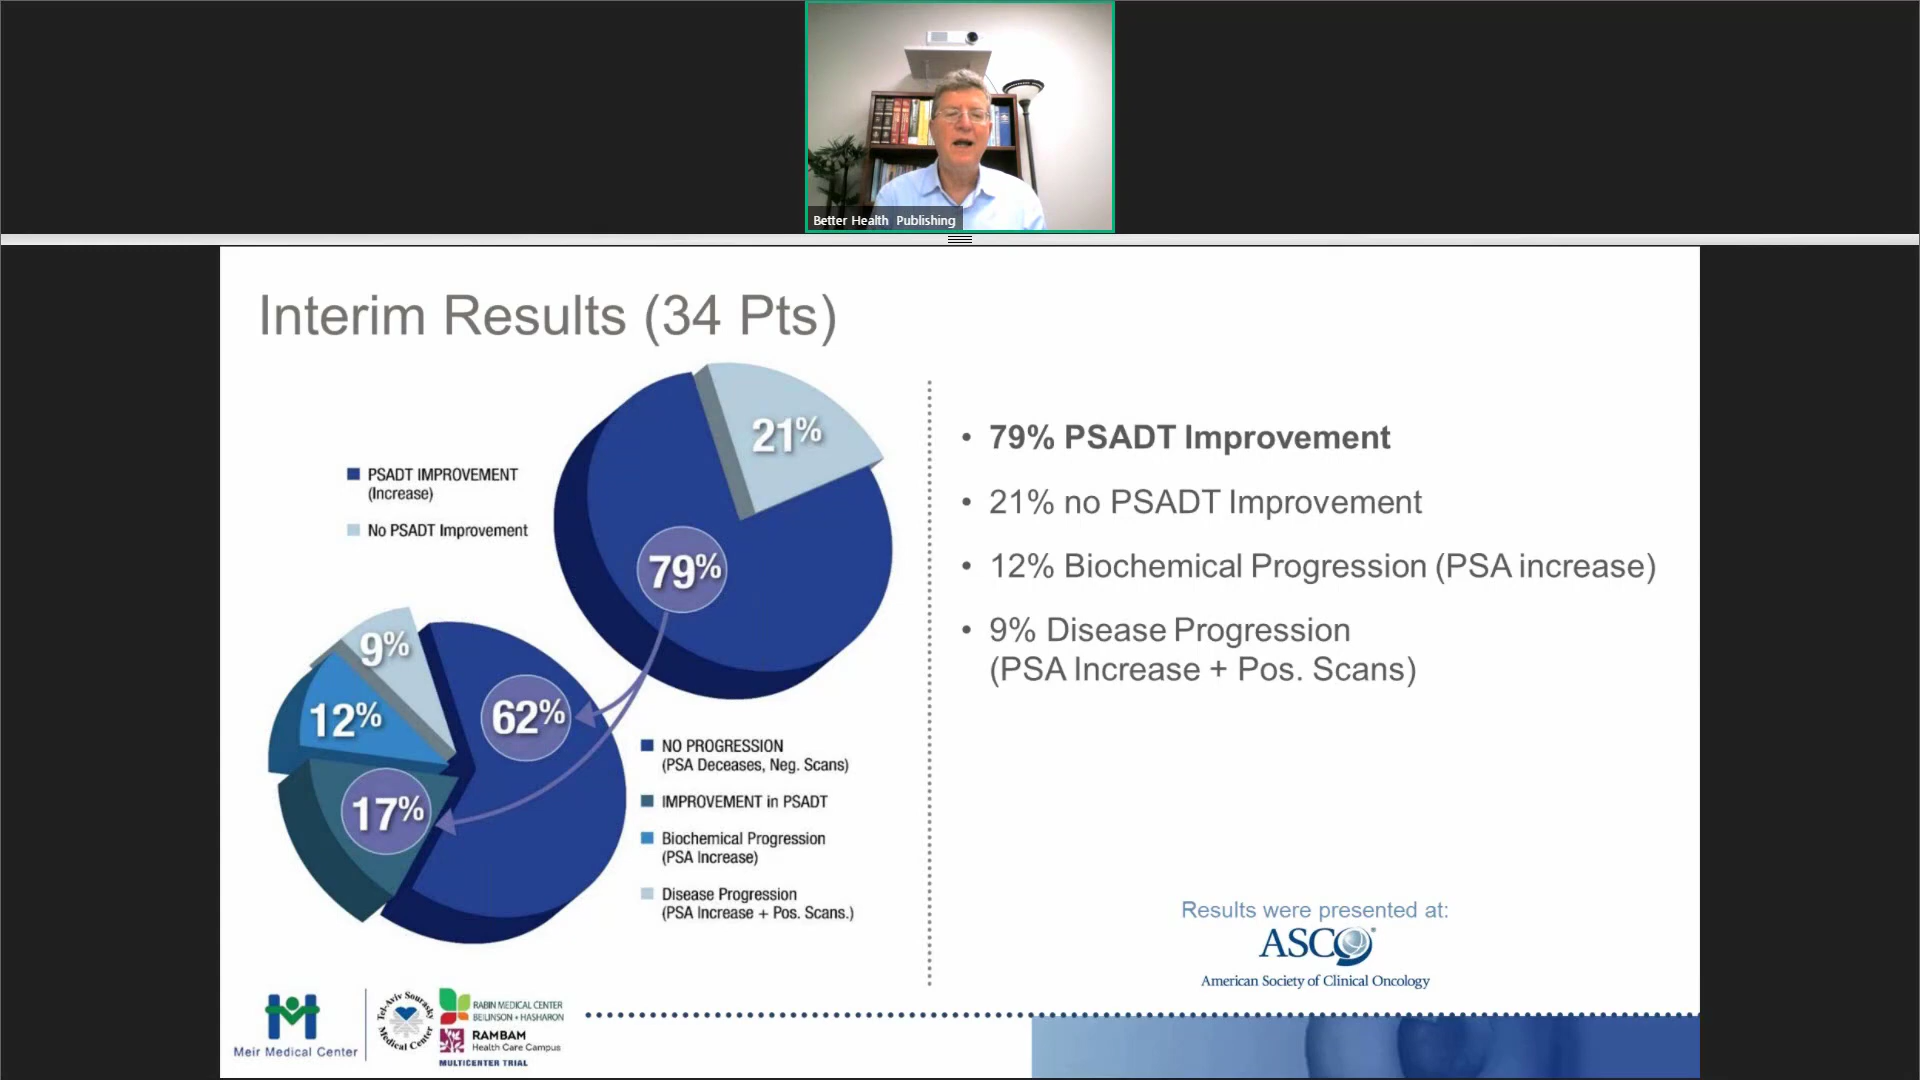 Better Health Publishing
Interim Results (34 Pts)
21%
79%
PSADT IMPROVEMENT
(Increase)
No PSADT Improvement
9%
12%
62%
17%
NO PROGRESSION
(PSA Deceases, Neg. Scans)
IMPROVEMENT in PSADT
Biochemical Progression
(PSA Increase)
Disease Progression
(PSA Increase + Pos. Scans.)
• 79% PSADT Improvement
• 21% no PSADT Improvement
• 12% Biochemical Progression (PSA increase)
• 9% Disease Progression
(PSA Increase + Pos. Scans)
Results were presented at:
ASCO®
American Society of Clinical Oncology
Meir Medical Center
Tel-Aviv Sourasky
Medical Center
RABIN MEDICAL CENTER
BEILINSON • HASHARON
RAMBAM
Health Care Campus
MULTICENTER TRIAL